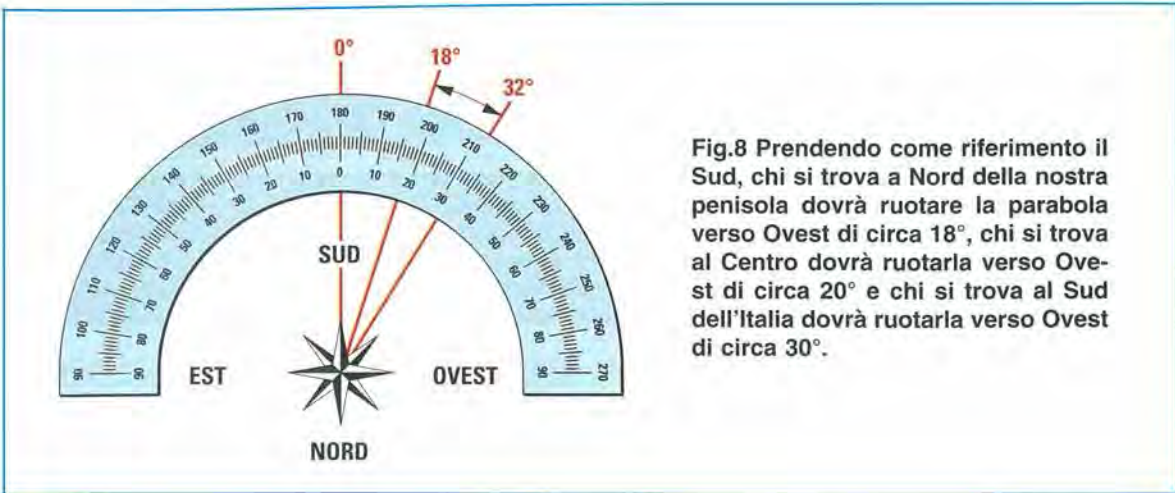 0°
18°
32°
90 100 110 120 130 140 150 160 170 180 190 200 210 220 230 240 250 260 270
90 80 70 60 50 40 30 20 10 0 10 20 30 40 50 60 70 80 90
SUD
EST
OVEST
NORD
Fig.8 Prendendo come riferimento il
Sud, chi si trova a Nord della nostra
penisola dovrà ruotare la parabola
verso Ovest di circa 18°, chi si trova
al Centro dovrà ruotarla verso Ove-
st di circa 20° e chi si trova al Sud
dell'Italia dovrà ruotarla verso Ovest
di circa 30°.